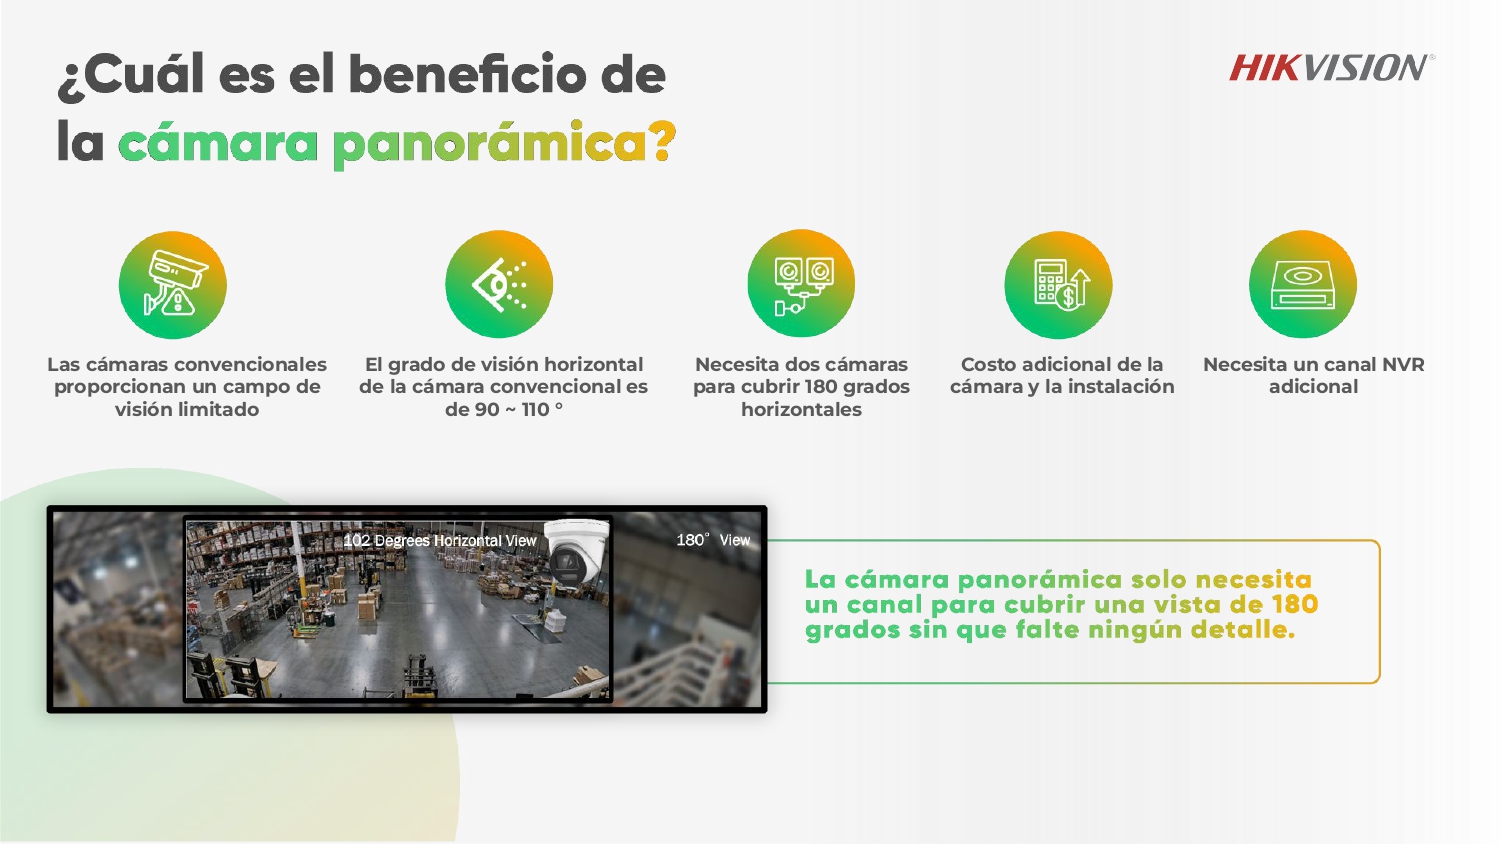 ¿Cuál es el beneficio de
la cámara panorámica?
HIKVISION®
Las cámaras convencionales
proporcionan un campo de
visión limitado
El grado de visión horizontal
de la cámara convencional es
de 90 ~ 110 °
Necesita dos cámaras
para cubrir 180 grados
horizontales
Costo adicional de la
cámara y la instalación
Necesita un canal NVR
adicional
102 Degrees Horizontal View
180° View
La cámara panorámica solo necesita
un canal para cubrir una vista de 180
grados sin que falte ningún detalle.